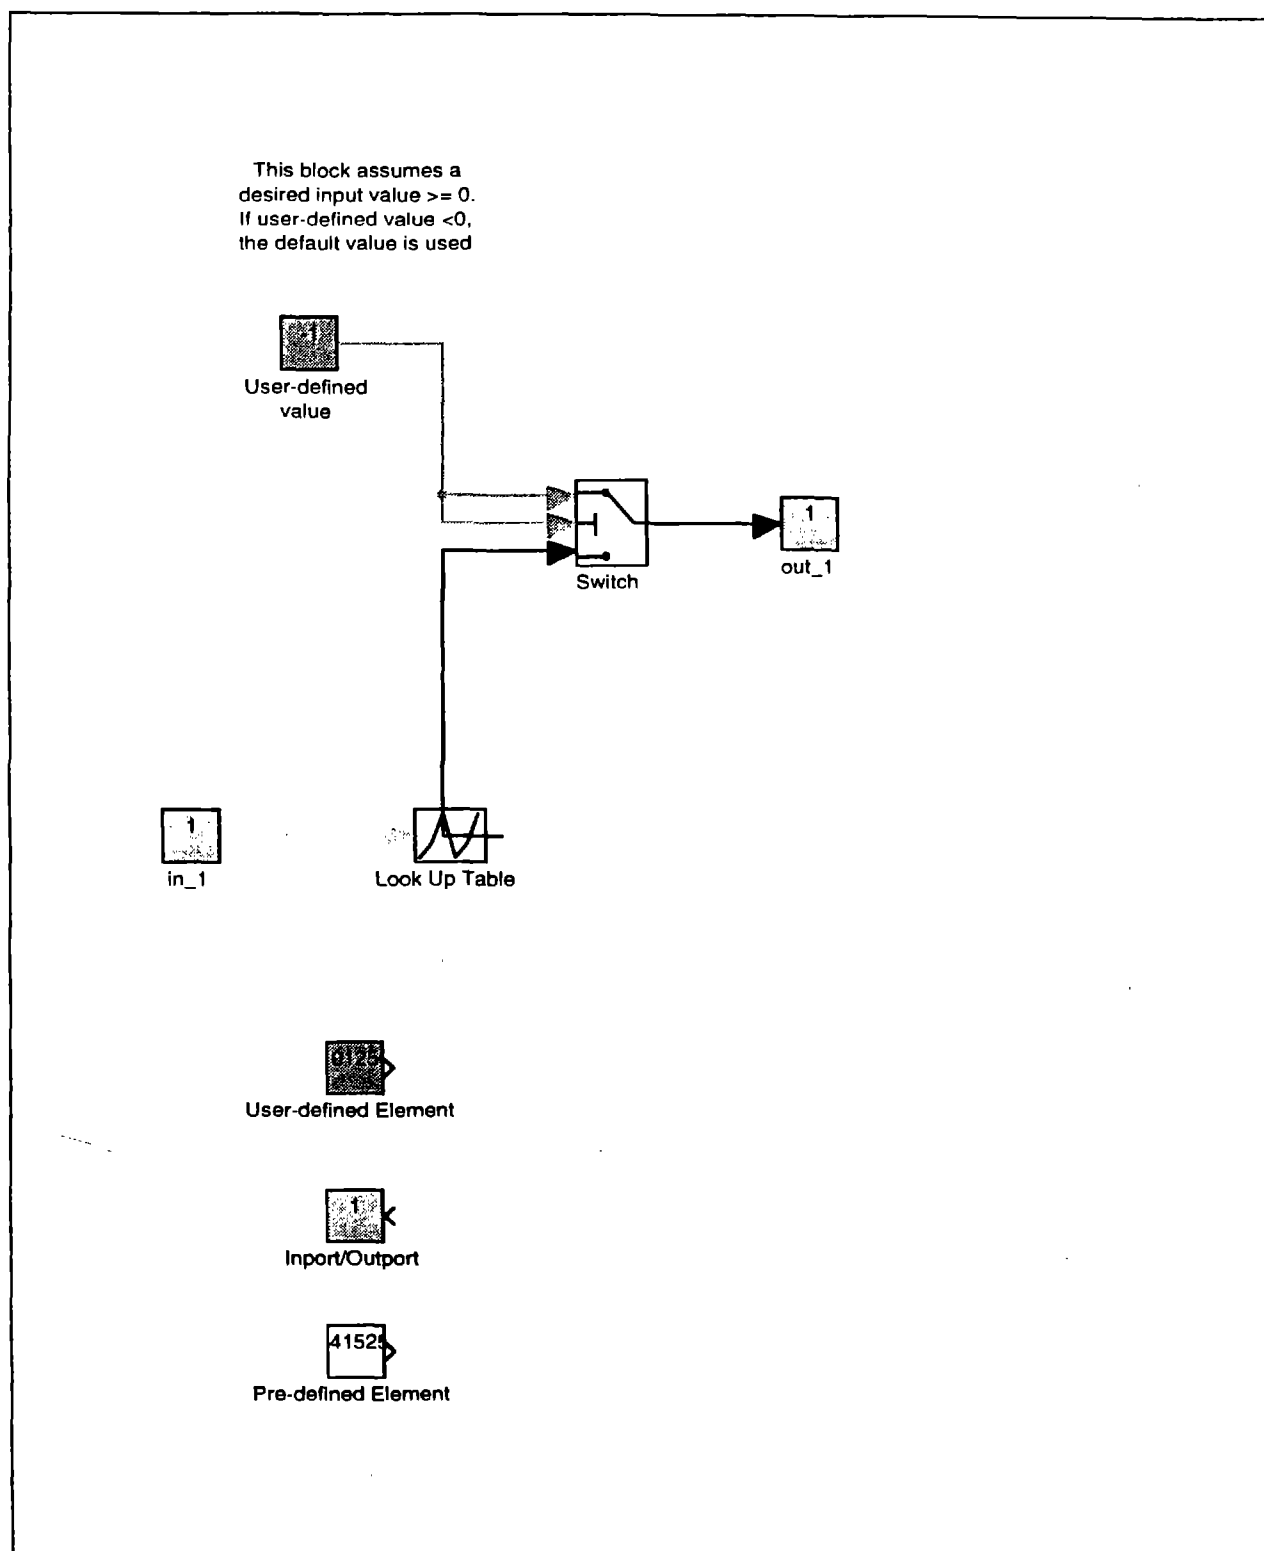 This block assumes a
desired input value >= 0.
If user-defined value <0,
the default value is used
-1
User-defined
value
Switch
1
out_1
1
in_1
Look Up Table
0125
User-defined Element
1
Inport/Outport
41525
Pre-defined Element